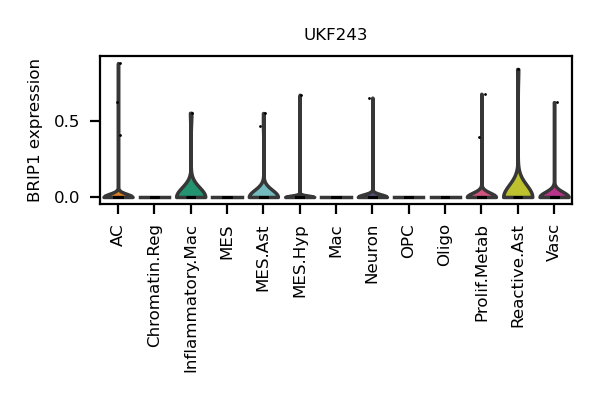 UKF243
BRIP1 expression
0.5
0.0
AC
Chromatin.Reg
Inflammatory.Mac
MES
MES.Ast
MES.Hyp
Mac
Neuron
OPC
Oligo
Prolif.Metab
Reactive.Ast
Vasc